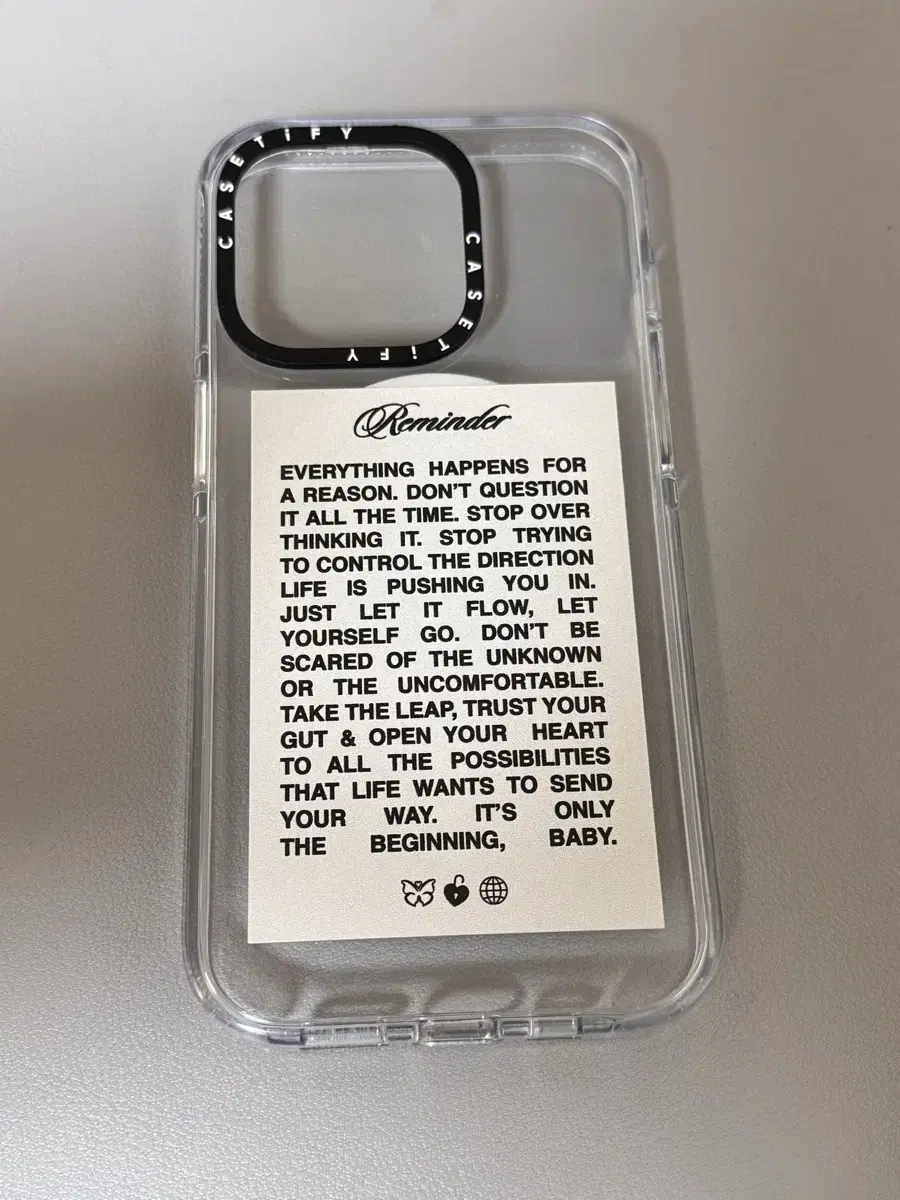 CASETiFY
CASETiFY
Reminder
EVERYTHING HAPPENS FOR
A REASON. DON'T QUESTION
IT ALL THE TIME. STOP OVER
THINKING IT. STOP TRYING
TO CONTROL THE DIRECTION
LIFE IS PUSHING YOU IN.
JUST LET IT FLOW, LET
YOURSELF GO. DON'T BE
SCARED OF THE UNKNOWN
OR THE UNCOMFORTABLE.
TAKE THE LEAP, TRUST YOUR
GUT & OPEN YOUR HEART
TO ALL THE POSSIBILITIES
THAT LIFE WANTS TO SEND
YOUR WAY. IT'S ONLY
THE BEGINNING, BABY.